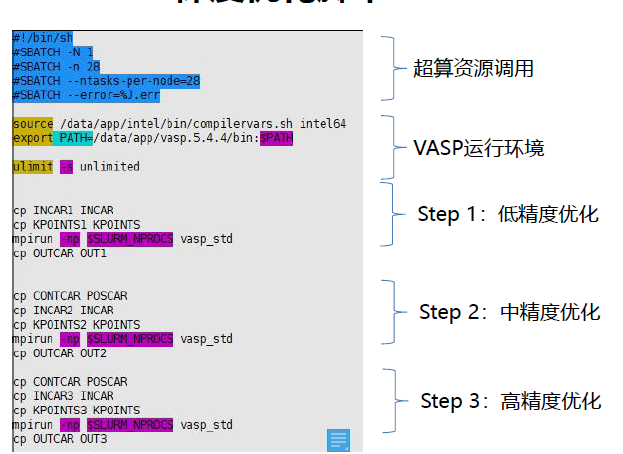 #!/bin/sh
#SBATCH -N 1
#SBATCH -n 28
#SBATCH --ntasks-per-node=28
#SBATCH --error=%J.err
超算资源调用
source /data/app/intel/bin/compilervars.sh intel64
export PATH=/data/app/vasp.5.4.4/bin:$PATH
VASP运行环境
ulimit -s unlimited
cp INCAR1 INCAR
cp KPOINTS1 KPOINTS
mpirun -np $SLURM_NPROCS vasp_std
cp OUTCAR OUT1
Step 1：低精度优化
cp CONTCAR POSCAR
cp INCAR2 INCAR
cp KPOINTS2 KPOINTS
mpirun -np $SLURM_NPROCS vasp_std
cp OUTCAR OUT2
Step 2：中精度优化
cp CONTCAR POSCAR
cp INCAR3 INCAR
cp KPOINTS3 KPOINTS
mpirun -np $SLURM_NPROCS vasp_std
cp OUTCAR OUT3
Step 3：高精度优化